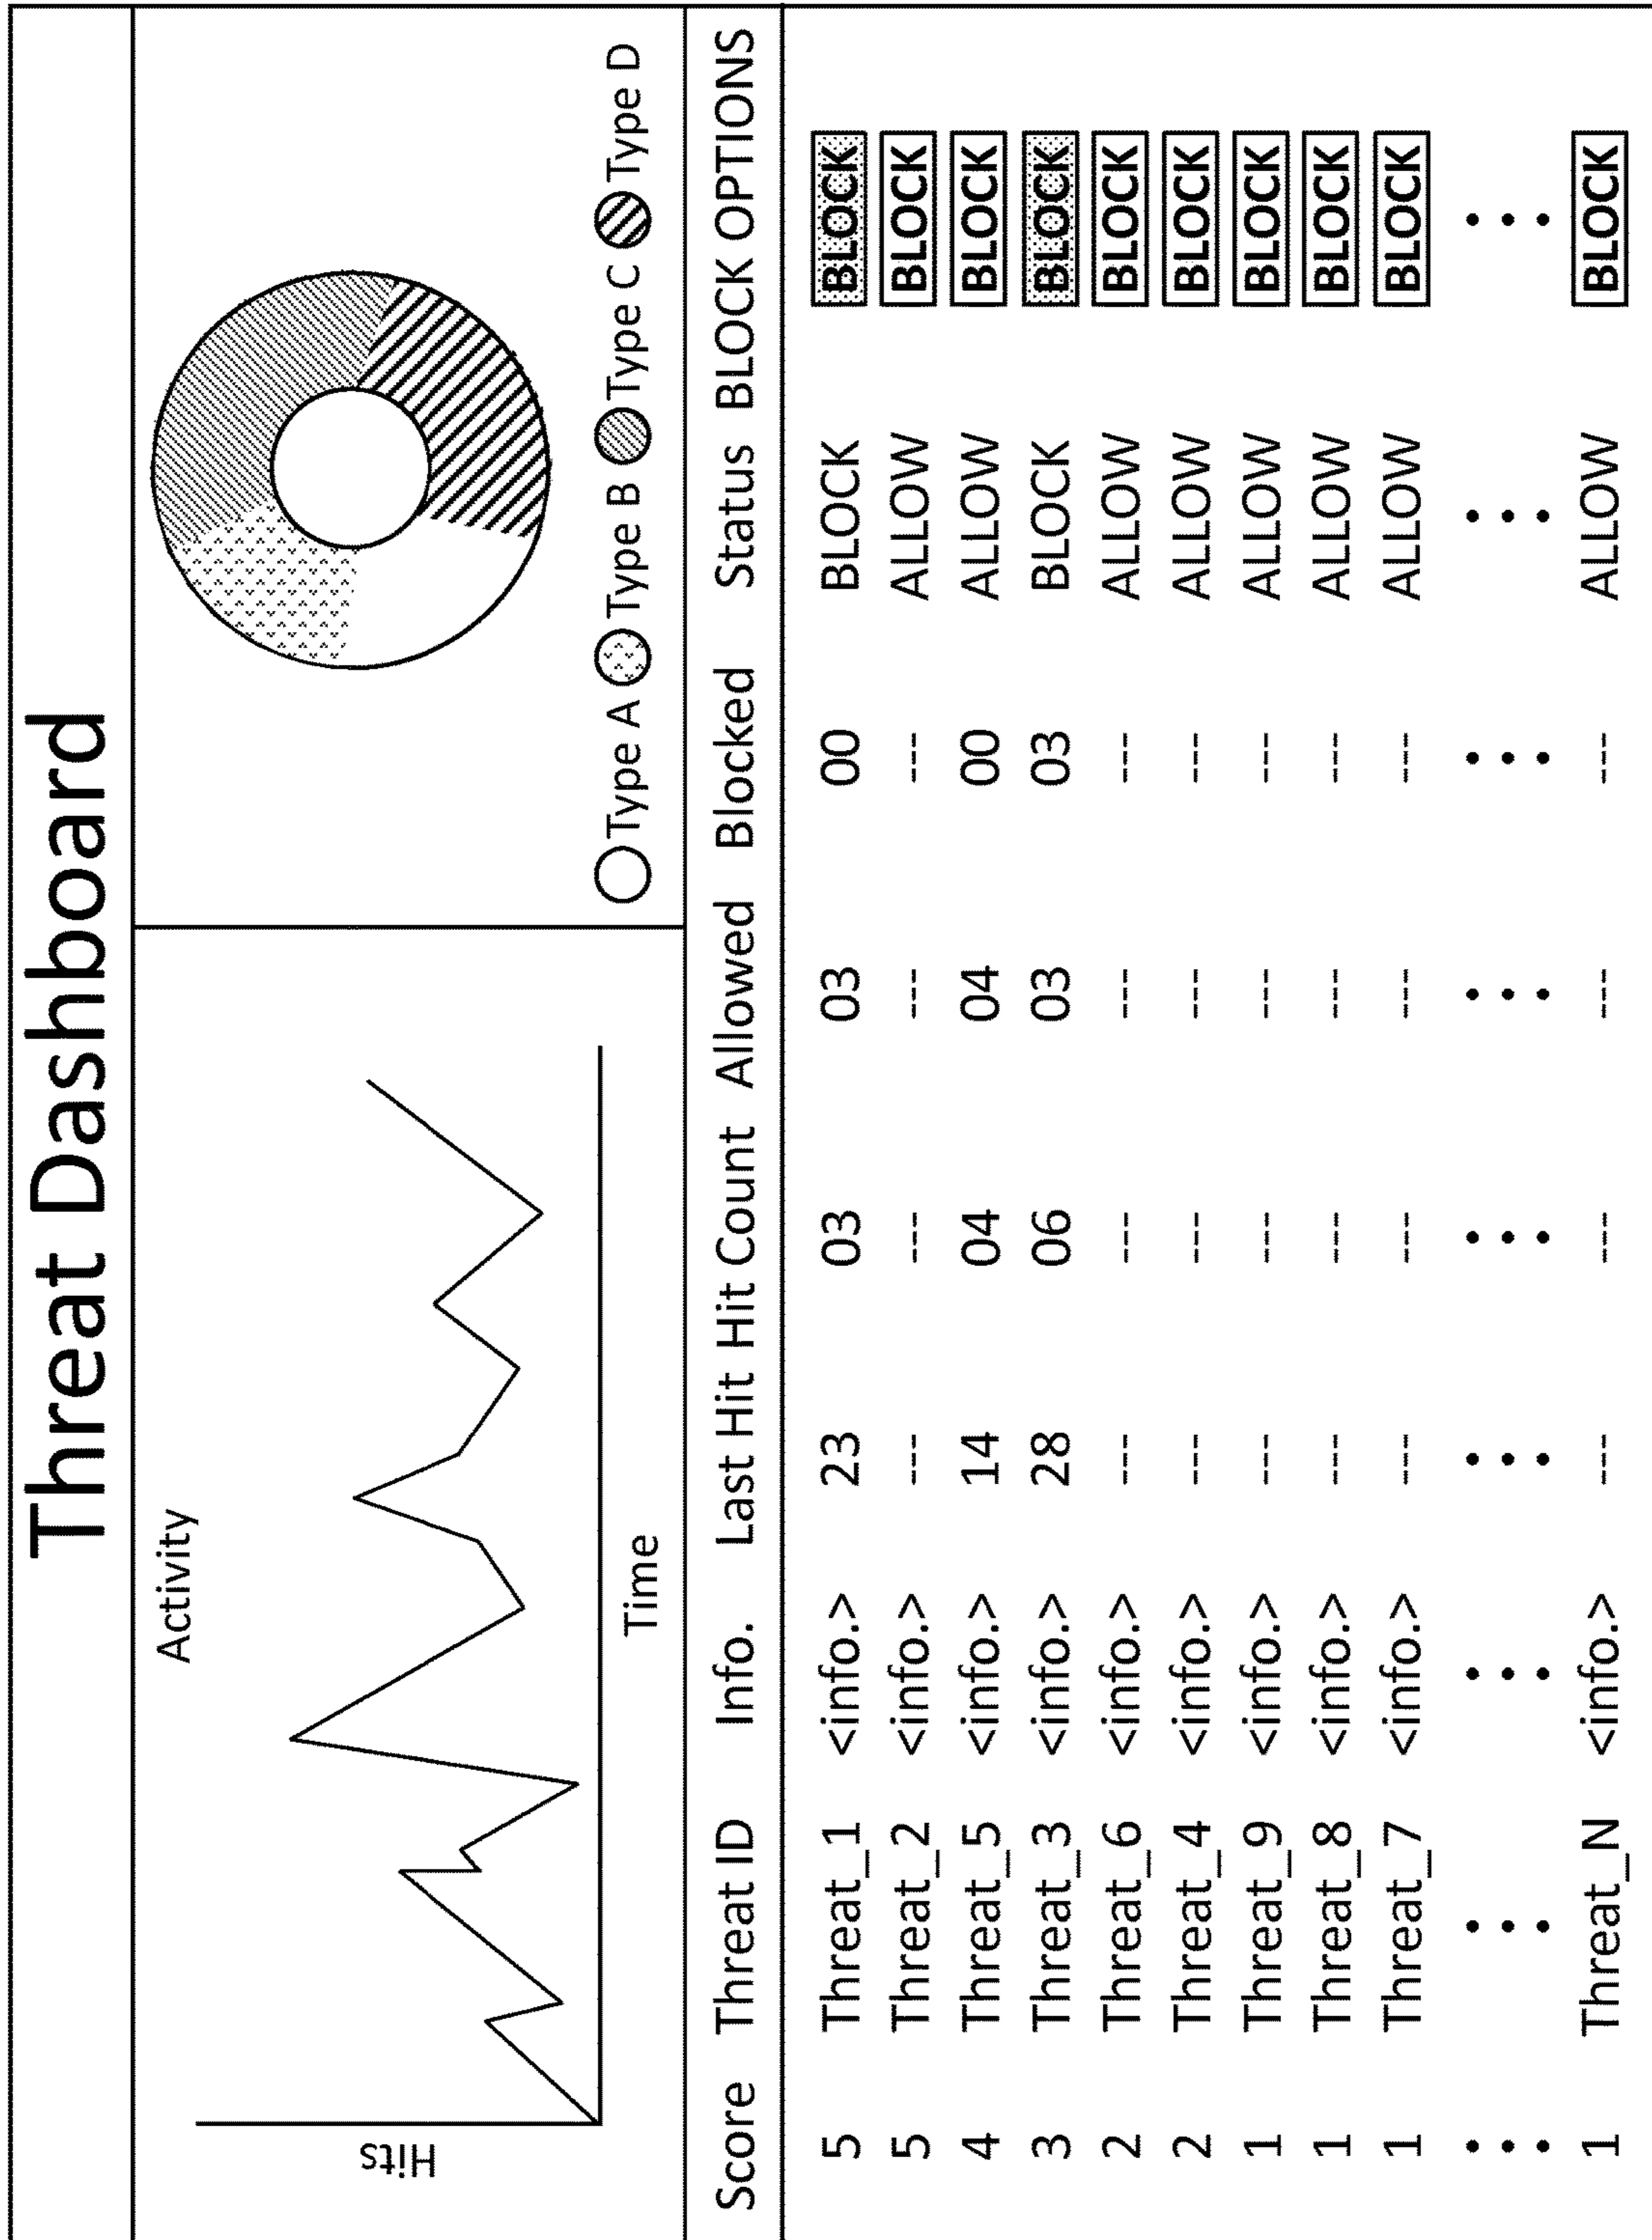 Threat Dashboard
Activity
Hits
Time
Type A Type B Type C Type D
Score Threat ID Info. Last Hit Hit Count Allowed Blocked Status BLOCK OPTIONS
5 Threat_1 <info.> 23 03 03 00 BLOCK BLOCK
5 Threat_2 <info.> --- --- --- --- ALLOW BLOCK
4 Threat_5 <info.> 14 04 04 00 ALLOW BLOCK
3 Threat_3 <info.> 28 06 03 03 BLOCK BLOCK
2 Threat_6 <info.> --- --- --- --- ALLOW BLOCK
2 Threat_4 <info.> --- --- --- --- ALLOW BLOCK
1 Threat_9 <info.> --- --- --- --- ALLOW BLOCK
1 Threat_8 <info.> --- --- --- --- ALLOW BLOCK
1 Threat_7 <info.> --- --- --- --- ALLOW BLOCK
1 Threat_N <info.> --- --- --- --- ALLOW BLOCK